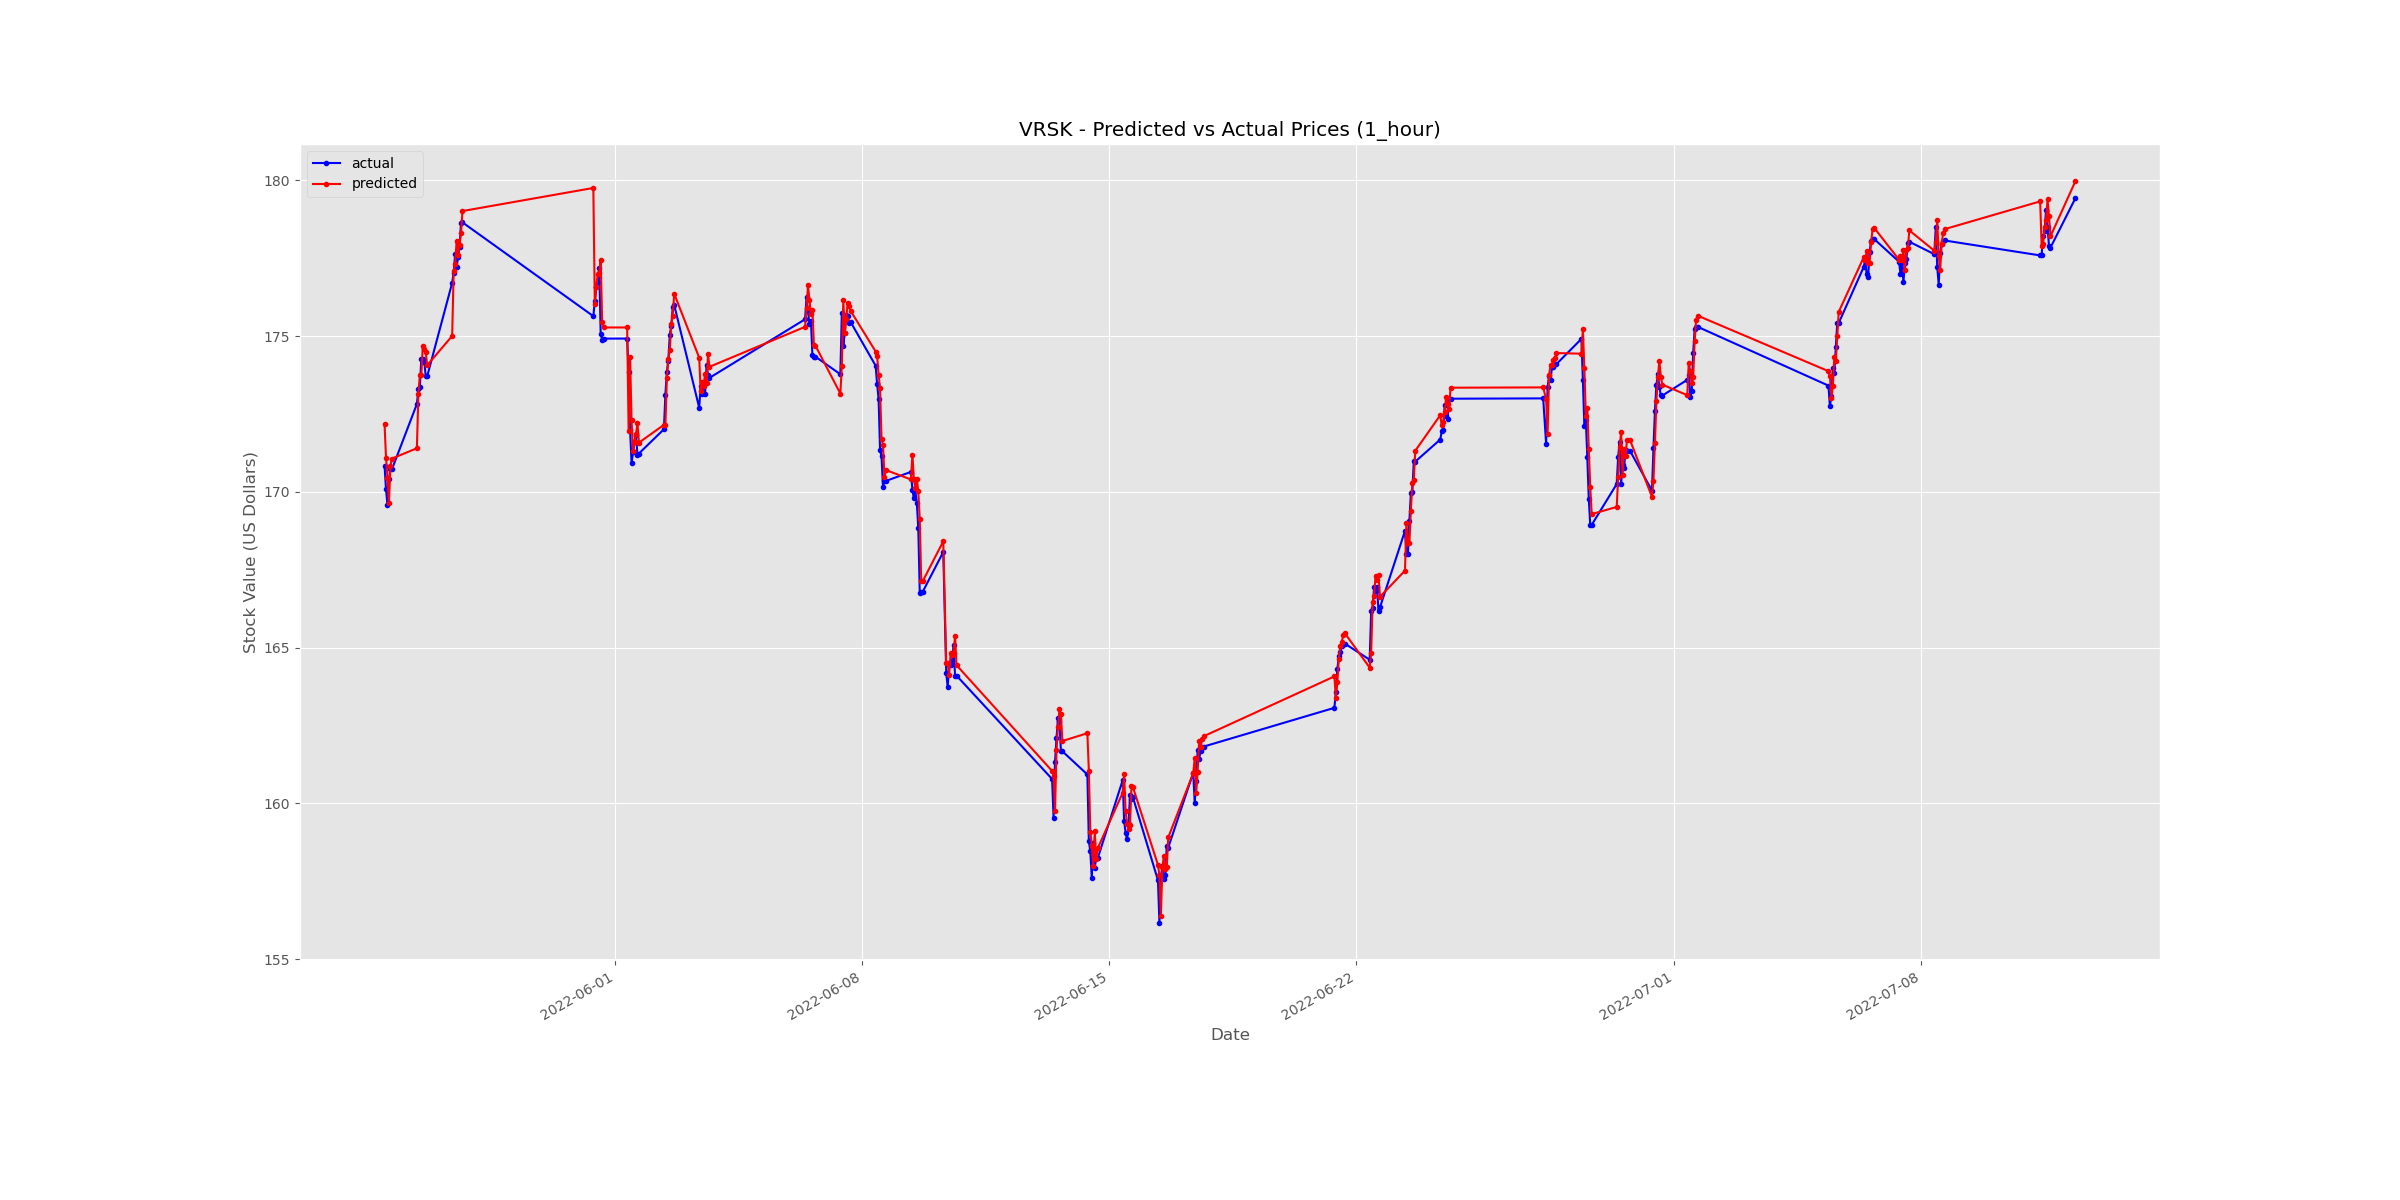 VRSK - Predicted vs Actual Prices (1_hour)
actual
predicted
180
175
170
165
160
155
Stock Value (US Dollars)
2022-06-01
2022-06-08
2022-06-15
2022-06-22
2022-07-01
2022-07-08
Date